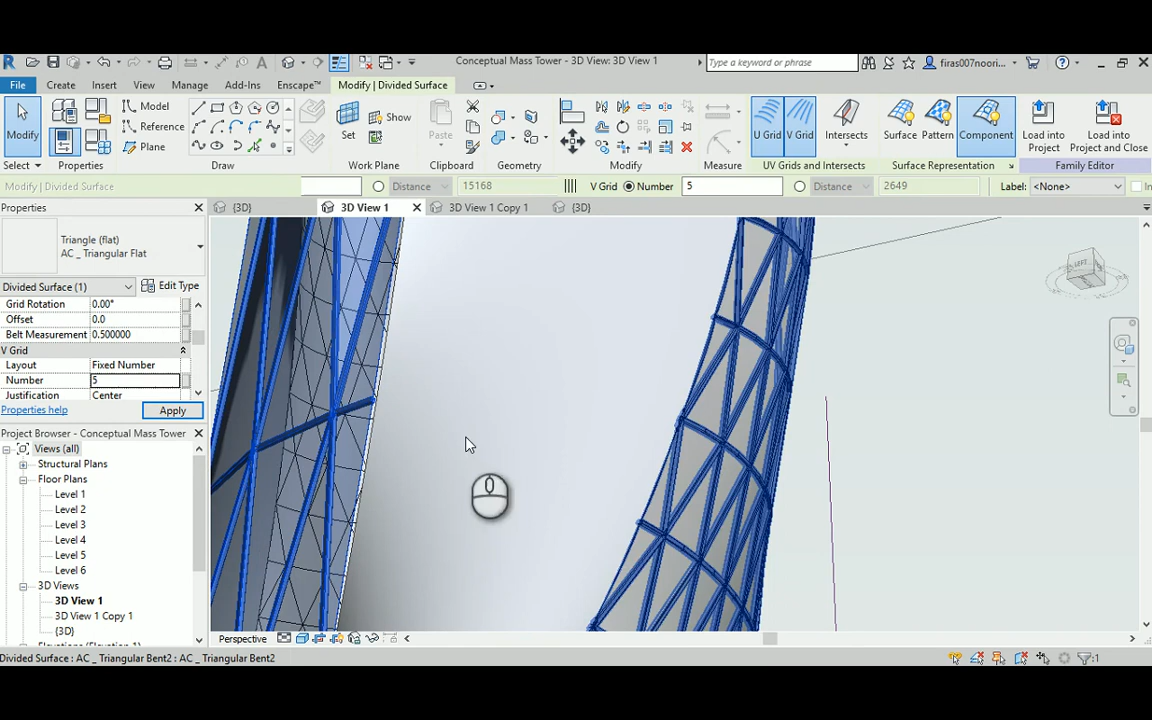 Conceptual Mass Tower - 3D View: 3D View 1
Type a keyword or phrase
firas007noori...
File
Create
Insert
View
Manage
Add-Ins
Escape™
Modify | Divided Surface
Modify
Model
Reference
Plane
Set
Show
Paste
U Grid
V Grid
Intersects
Surface
Pattern
Component
Load into
Project
Load into
Project and Close
Select
Properties
Draw
Work Plane
Clipboard
Geometry
Modify
Measure
UV Grids and Intersects
Surface Representation
Family Editor
Modify | Divided Surface
Distance
15168
V Grid
Number
5
Distance
2649
Label:
<None>
In
Properties
{3D}
3D View 1
3D View 1 Copy 1
{3D}
Triangle (flat)
AC _ Triangular Flat
Divided Surface (1)
Edit Type
Grid Rotation
0.00°
Offset
0.0
Belt Measurement
0.500000
V Grid
Layout
Fixed Number
Number
5
Justification
Center
Properties help
Apply
Project Browser - Conceptual Mass Tower
Views (all)
Structural Plans
Floor Plans
Level 1
Level 2
Level 3
Level 4
Level 5
Level 6
3D Views
3D View 1
3D View 1 Copy 1
{3D}
LEFT
Perspective
Divided Surface : AC _ Triangular Bent2 : AC _ Triangular Bent2
:1